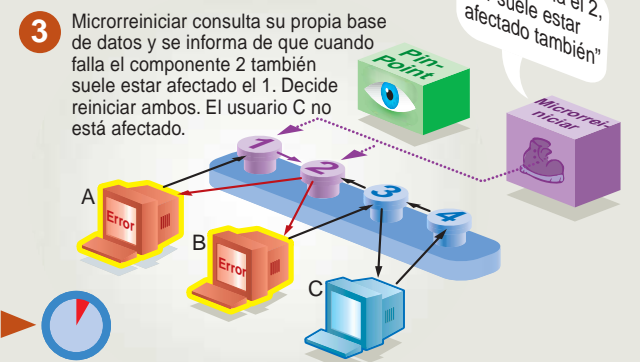 3
Microrreiniciar consulta su propia base
de datos y se informa de que cuando
falla el componente 2 también
suele estar afectado el 1. Decide
reiniciar ambos. El usuario C no
está afectado.
el 2,
suele estar
afectado también”
Pin-
Point
Microrrei-
niciar
1
2
3
4
A
Error
B
Error
C